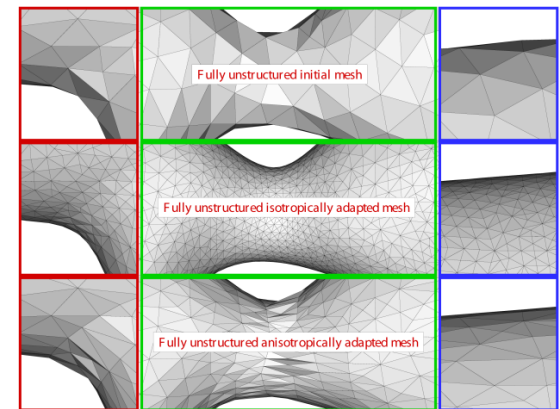 Fully unstructured initial mesh
Fully unstructured isotropically adapted mesh
Fully unstructured anisotropically adapted mesh